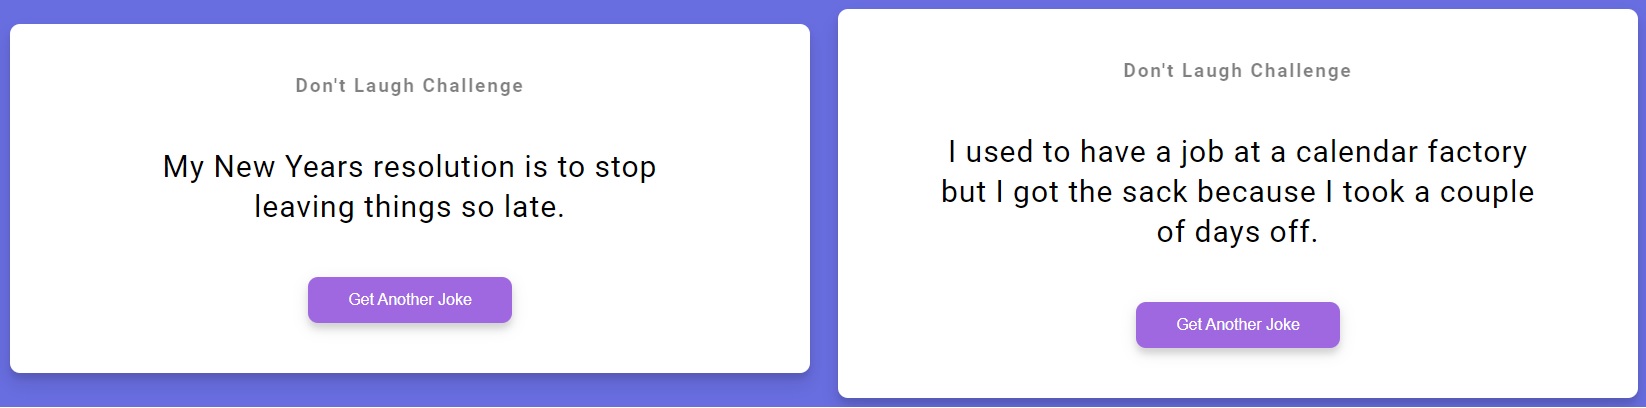 Don't Laugh Challenge
My New Years resolution is to stop
leaving things so late.
Get Another Joke
Don't Laugh Challenge
I used to have a job at a calendar factory
but I got the sack because I took a couple
of days off.
Get Another Joke